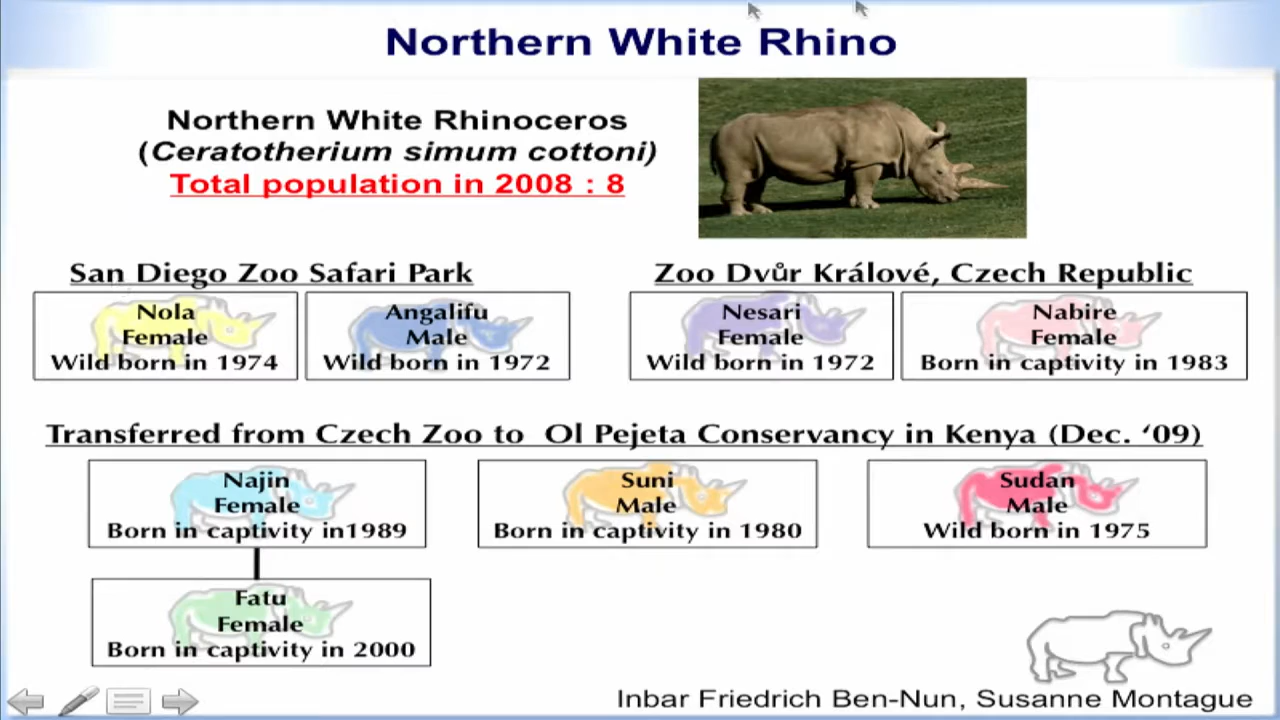 Northern White Rhino
Northern White Rhinoceros
(Ceratotherium simum cottoni)
Total population in 2008 : 8
San Diego Zoo Safari Park
Nola
Female
Wild born in 1974
Angalifu
Male
Wild born in 1972
Zoo Dvůr Králové, Czech Republic
Nesari
Female
Wild born in 1972
Nabire
Female
Born in captivity in 1983
Transferred from Czech Zoo to Ol Pejeta Conservancy in Kenya (Dec. ‘09)
Najin
Female
Born in captivity in1989
Suni
Male
Born in captivity in 1980
Sudan
Male
Wild born in 1975
Fatu
Female
Born in captivity in 2000
Inbar Friedrich Ben-Nun, Susanne Montague